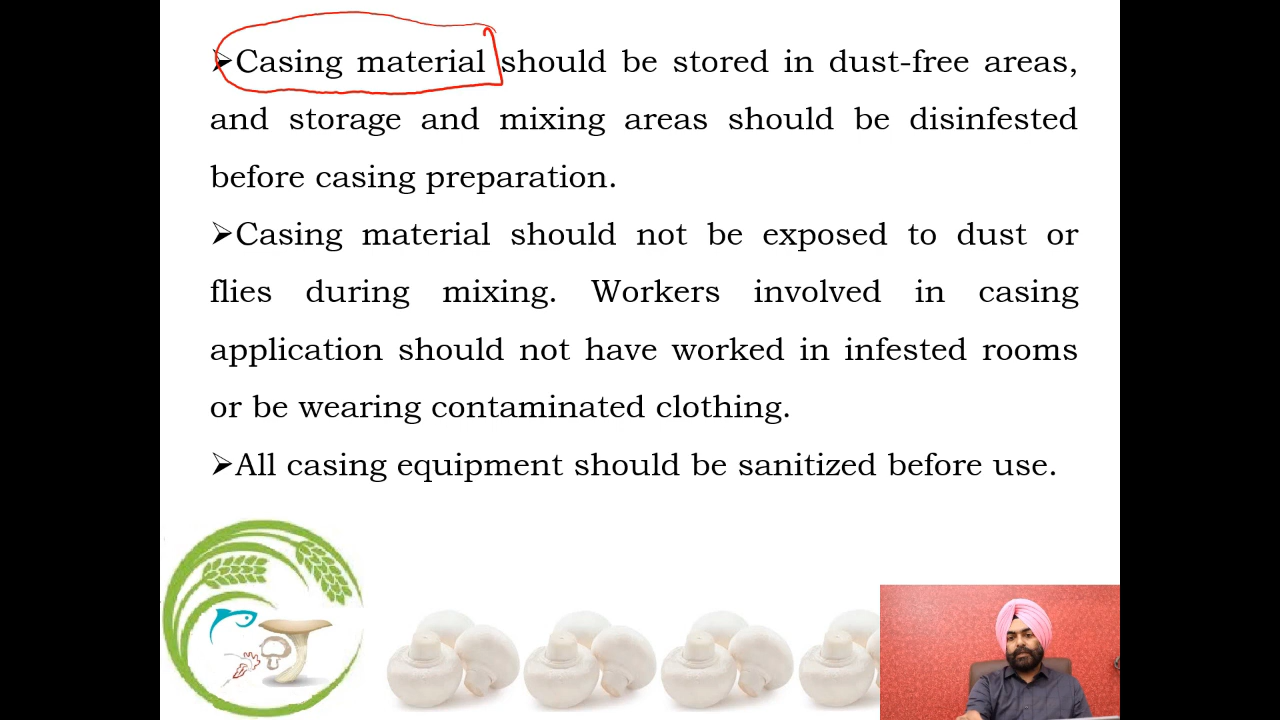 ➢Casing material should be stored in dust-free areas,
and storage and mixing areas should be disinfested
before casing preparation.
➢Casing material should not be exposed to dust or
flies during mixing. Workers involved in casing
application should not have worked in infested rooms
or be wearing contaminated clothing.
➢All casing equipment should be sanitized before use.